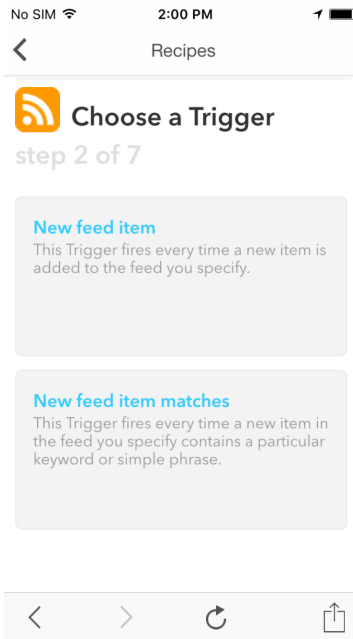 No SIM 2:00 PM
Recipes
Choose a Trigger
step 2 of 7
New feed item
This Trigger fires every time a new item is
added to the feed you specify.
New feed item matches
This Trigger fires every time a new item in
the feed you specify contains a particular
keyword or simple phrase.